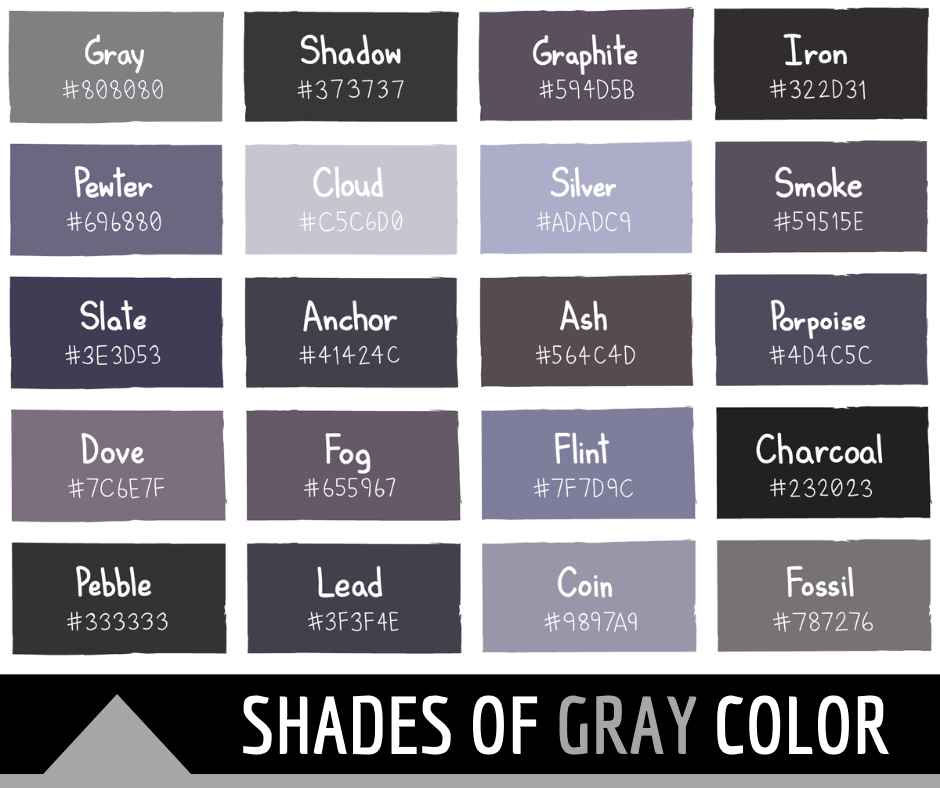 Gray
#808080
Shadow
#373737
Graphite
#594D5B
Iron
#322D31
Pewter
#696880
Cloud
#C5C6D0
Silver
#ADADC9
Smoke
#59515E
Slate
#3E3D53
Anchor
#41424C
Ash
#564C4D
Porpoise
#4D4C5C
Dove
#7C6E7F
Fog
#655967
Flint
#7F7D9C
Charcoal
#232023
Pebble
#333333
Lead
#3F3F4E
Coin
#9897A9
Fossil
#787276
SHADES OF GRAY COLOR